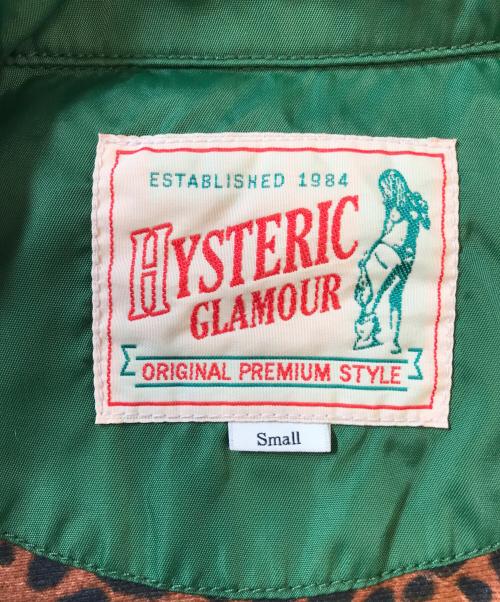 ESTABLISHED 1984
HYSTERIC
GLAMOUR
ORIGINAL PREMIUM STYLE
Small